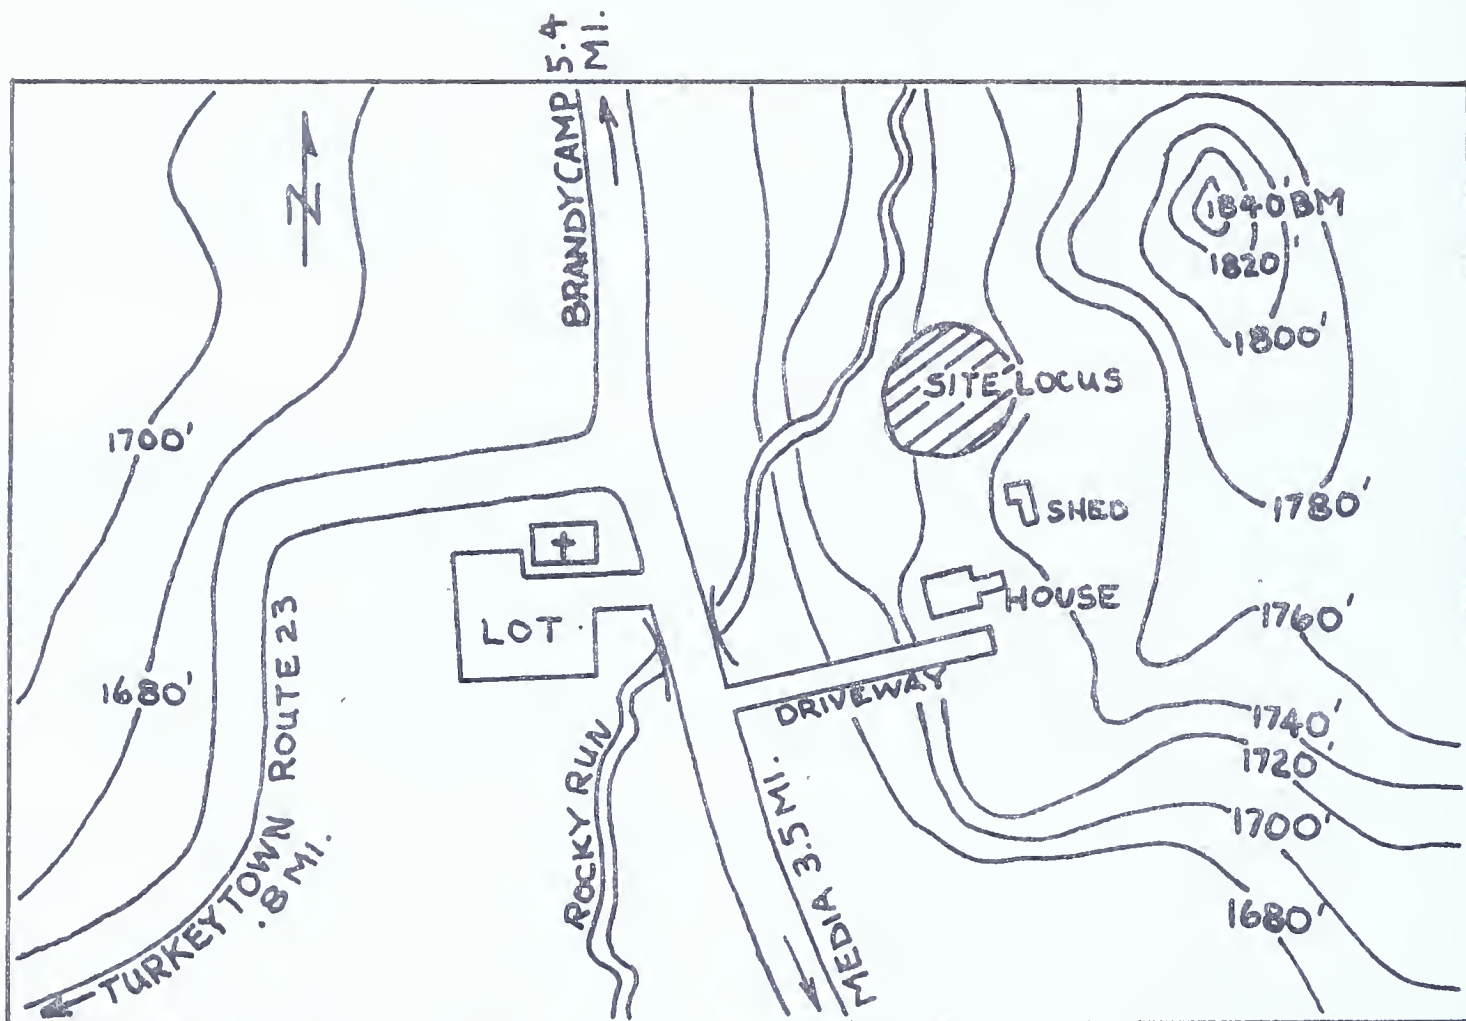 5.4
MI.
BRANDYCAMP
N
1840'BM
1820'
1800'
SITE LOCUS
1700'
1780'
SHED
HOUSE
1760'
LOT
1680'
ROUTE 23
DRIVEWAY
1740'
1720'
ROCKY RUN
MEDIA 3.5 MI.
1700'
TURKEYTOWN
.8 MI.
1680'